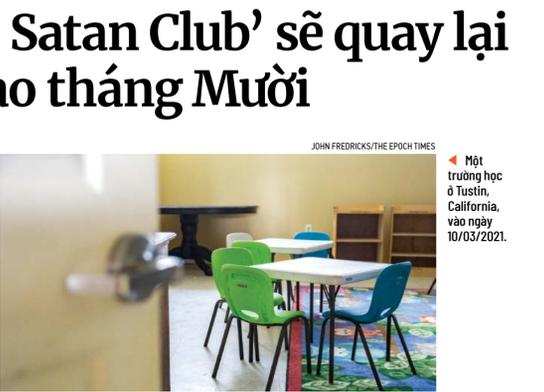 Satan Club’ sẽ quay lại
tháng Mười
JOHN FREDRICKS/THE EPOCH TIMES
Một
trường học
ở Tustin,
California,
vào ngày
10/03/2021.